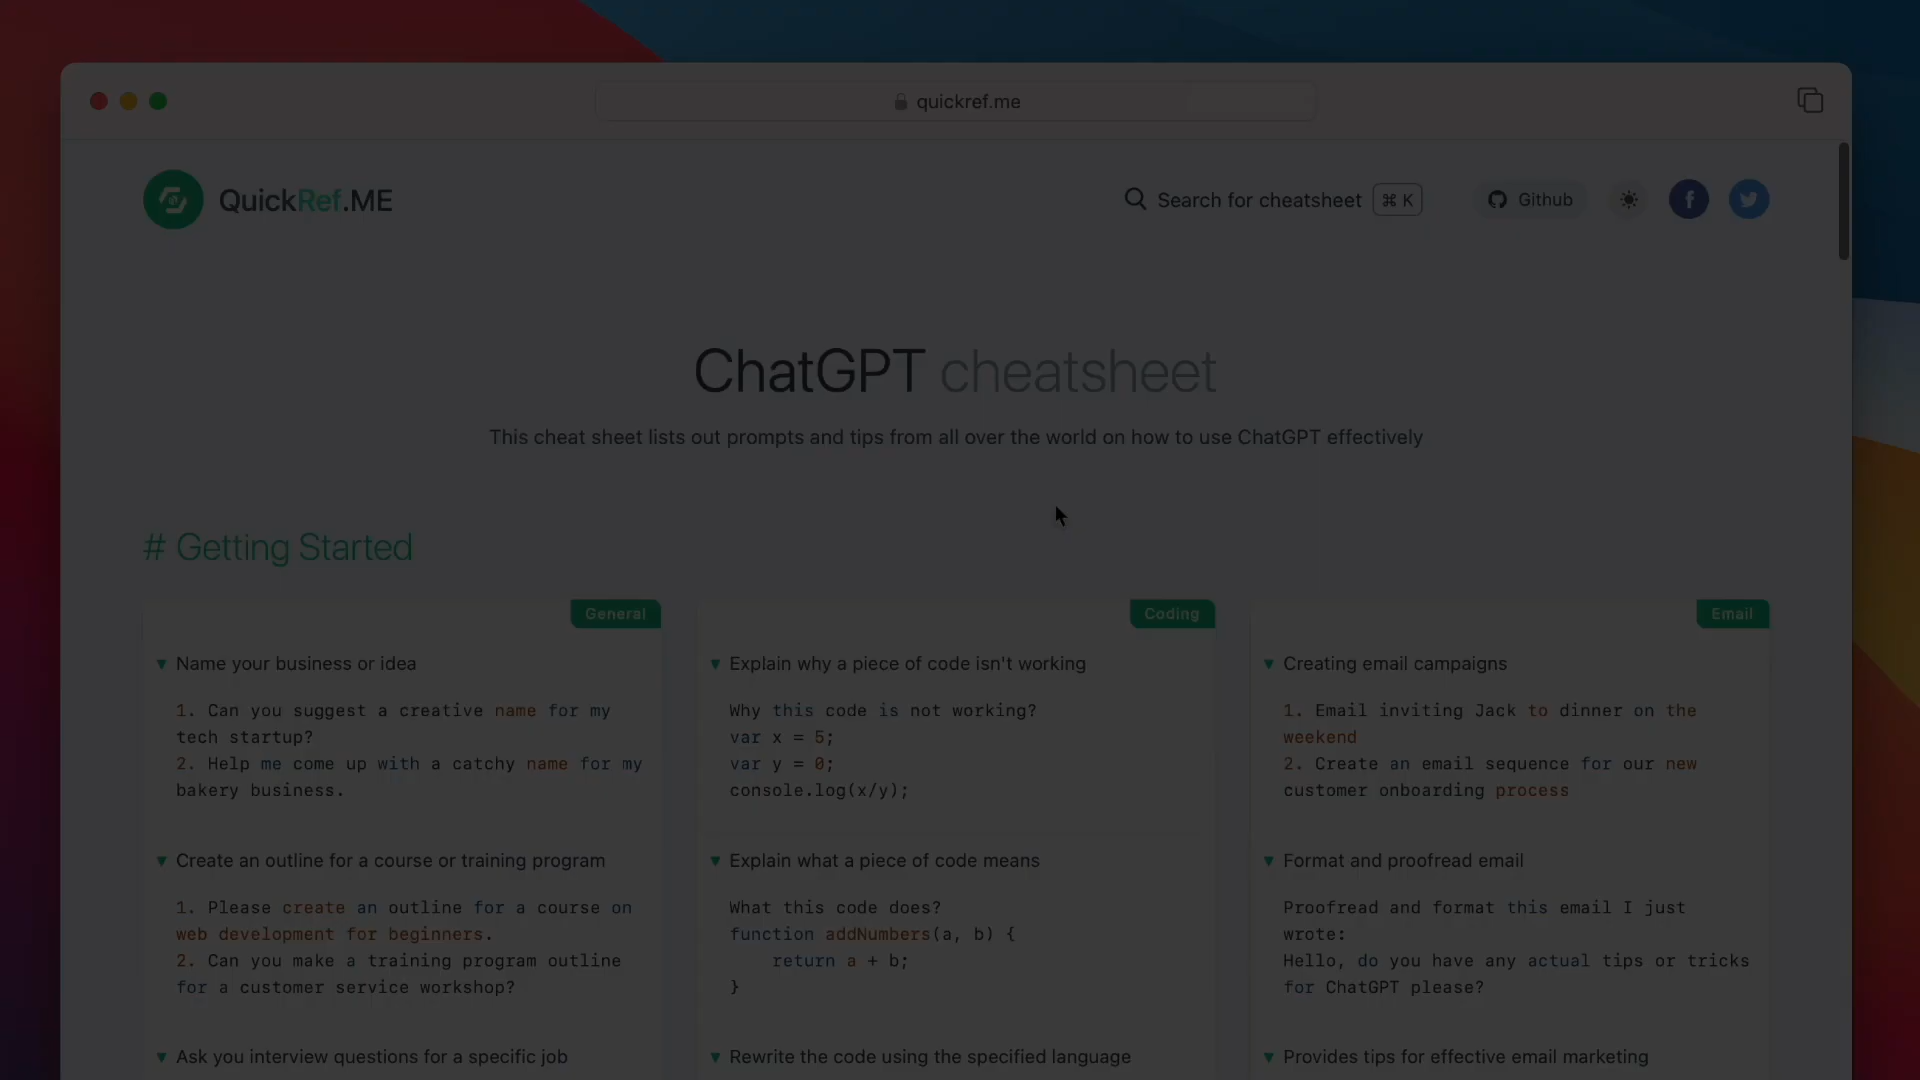 quickref.me
QuickRef.ME
Search for cheatsheet ⌘ K
Github
ChatGPT cheatsheet
This cheat sheet lists out prompts and tips from all over the world on how to use ChatGPT effectively
# Getting Started
General
Name your business or idea
1. Can you suggest a creative name for my
tech startup?
2. Help me come up with a catchy name for my
bakery business.
Create an outline for a course or training program
1. Please create an outline for a course on
web development for beginners.
2. Can you make a training program outline
for a customer service workshop?
Ask you interview questions for a specific job
Coding
Explain why a piece of code isn't working
Why this code is not working?
var x = 5;
var y = 0;
console.log(x/y);
Explain what a piece of code means
What this code does?
function addNumbers(a, b) {
    return a + b;
}
Rewrite the code using the specified language
Email
Creating email campaigns
1. Email inviting Jack to dinner on the
weekend
2. Create an email sequence for our new
customer onboarding process
Format and proofread email
Proofread and format this email I just
wrote:
Hello, do you have any actual tips or tricks
for ChatGPT please?
Provides tips for effective email marketing